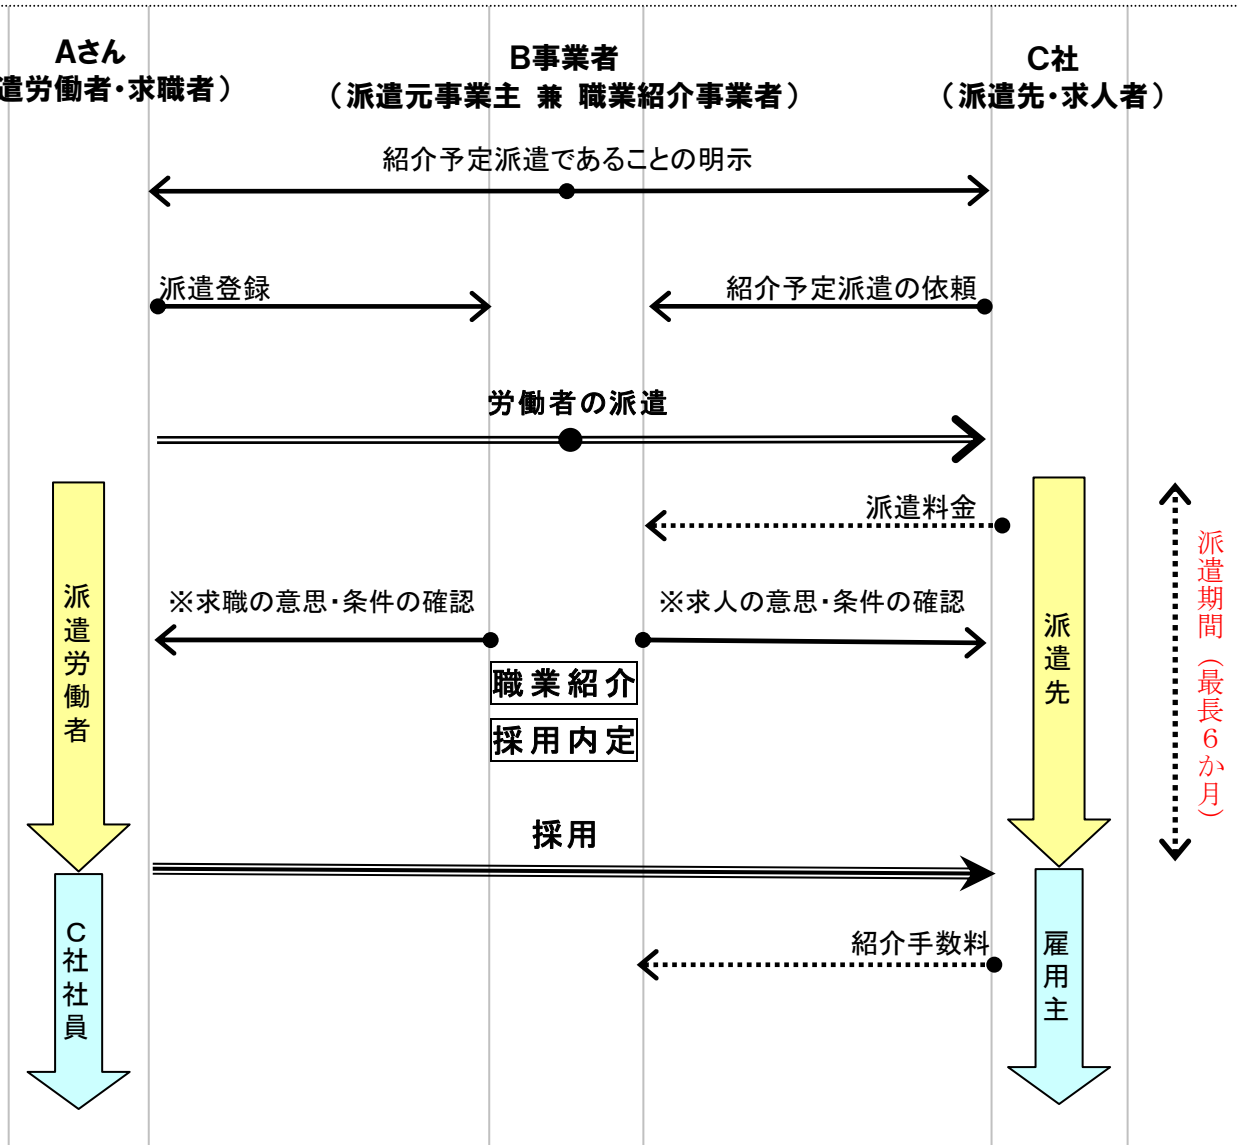 Aさん
遣労働者・求職者）
B事業者
（派遣元事業主 兼 職業紹介事業者）
C社
（派遣先・求人者）
紹介予定派遣であることの明示
派遣登録
紹介予定派遣の依頼
労働者の派遣
派遣料金
※求職の意思・条件の確認
※求人の意思・条件の確認
職業紹介
採用内定
派遣労働者
派遣先
派遣期間（最長６か月）
採用
紹介手数料
C社社員
雇用主